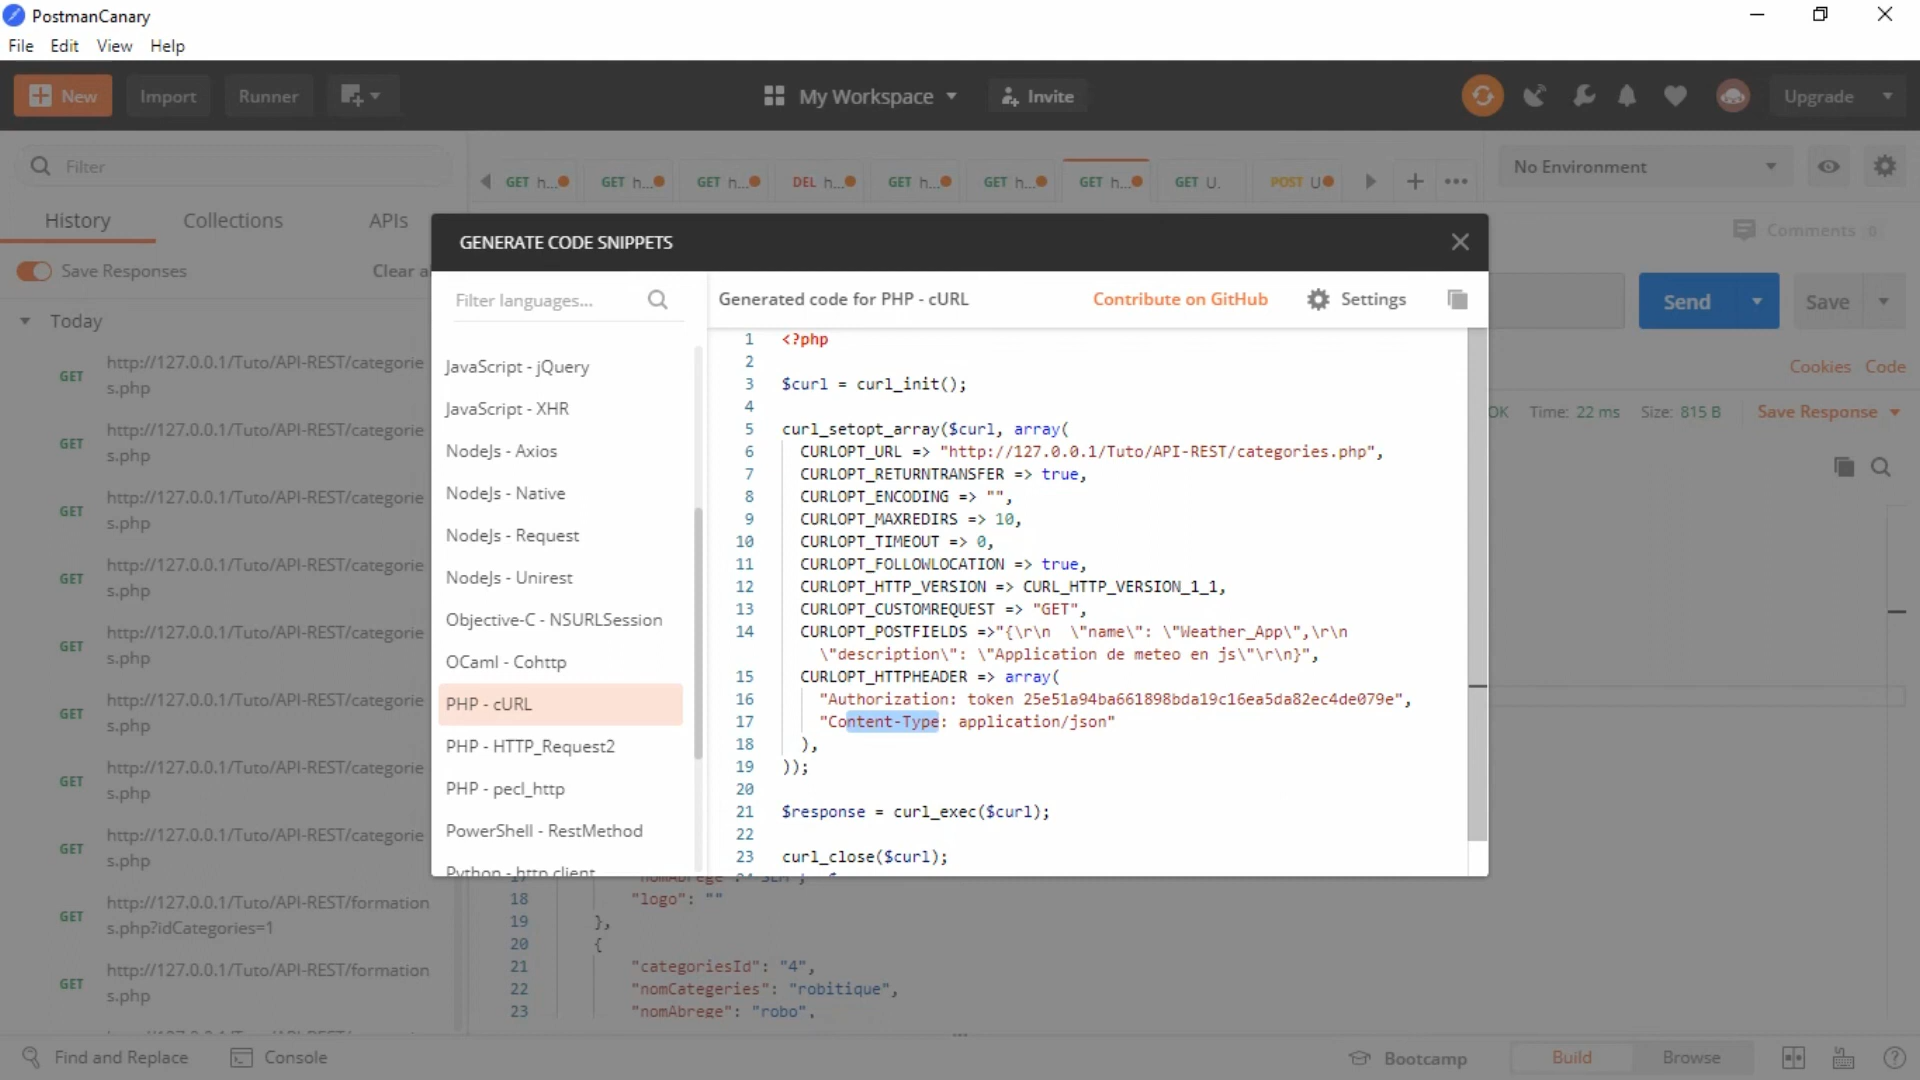 PostmanCanary
File Edit View Help
New Import Runner My Workspace Invite Upgrade
Filter
GET h... GET h... GET h... DEL h... GET h... GET h... GET h... GET U. POST U
No Environment
History Collections APIs
Comments 0
Save Responses Clear a
Send Save
Cookies Code
OK Time: 22 ms Size: 815 B Save Response
Today
GET http://127.0.0.1/Tuto/API-REST/categorie
s.php
GET http://127.0.0.1/Tuto/API-REST/categorie
s.php
GET http://127.0.0.1/Tuto/API-REST/categorie
s.php
GET http://127.0.0.1/Tuto/API-REST/categorie
s.php
GET http://127.0.0.1/Tuto/API-REST/categorie
s.php
GET http://127.0.0.1/Tuto/API-REST/categorie
s.php
GET http://127.0.0.1/Tuto/API-REST/categorie
s.php
GET http://127.0.0.1/Tuto/API-REST/categorie
s.php
GET http://127.0.0.1/Tuto/API-REST/formation
s.php?idCategories=1
GET http://127.0.0.1/Tuto/API-REST/formation
s.php
GENERATE CODE SNIPPETS
Filter languages...
Generated code for PHP - cURL Contribute on GitHub Settings
JavaScript - jQuery
JavaScript - XHR
NodeJs - Axios
NodeJs - Native
NodeJs - Request
NodeJs - Unirest
Objective-C - NSURLSession
OCaml - Cohttp
PHP - cURL
PHP - HTTP_Request2
PHP - pecl_http
PowerShell - RestMethod
Python - http.client
1 <?php
2
3 $curl = curl_init();
4
5 curl_setopt_array($curl, array(
6 CURLOPT_URL => "http://127.0.0.1/Tuto/API-REST/categories.php",
7 CURLOPT_RETURNTRANSFER => true,
8 CURLOPT_ENCODING => "",
9 CURLOPT_MAXREDIRS => 10,
10 CURLOPT_TIMEOUT => 0,
11 CURLOPT_FOLLOWLOCATION => true,
12 CURLOPT_HTTP_VERSION => CURL_HTTP_VERSION_1_1,
13 CURLOPT_CUSTOMREQUEST => "GET",
14 CURLOPT_POSTFIELDS =>"{\r\n \"name\": \"Weather_App\",\r\n
\"description\": \"Application de meteo en js\"\r\n}",
15 CURLOPT_HTTPHEADER => array(
16 "Authorization: token 25e51a94ba661898bda19c16ea5da82ec4de079e",
17 "Content-Type: application/json"
18 ),
19 ));
20
21 $response = curl_exec($curl);
22
23 curl_close($curl);
18 "logo": ""
19 },
20 {
21 "categoriesId": "4",
22 "nomCategeries": "robitique",
23 "nomAbrege": "robo",
Find and Replace Console Bootcamp Build Browse